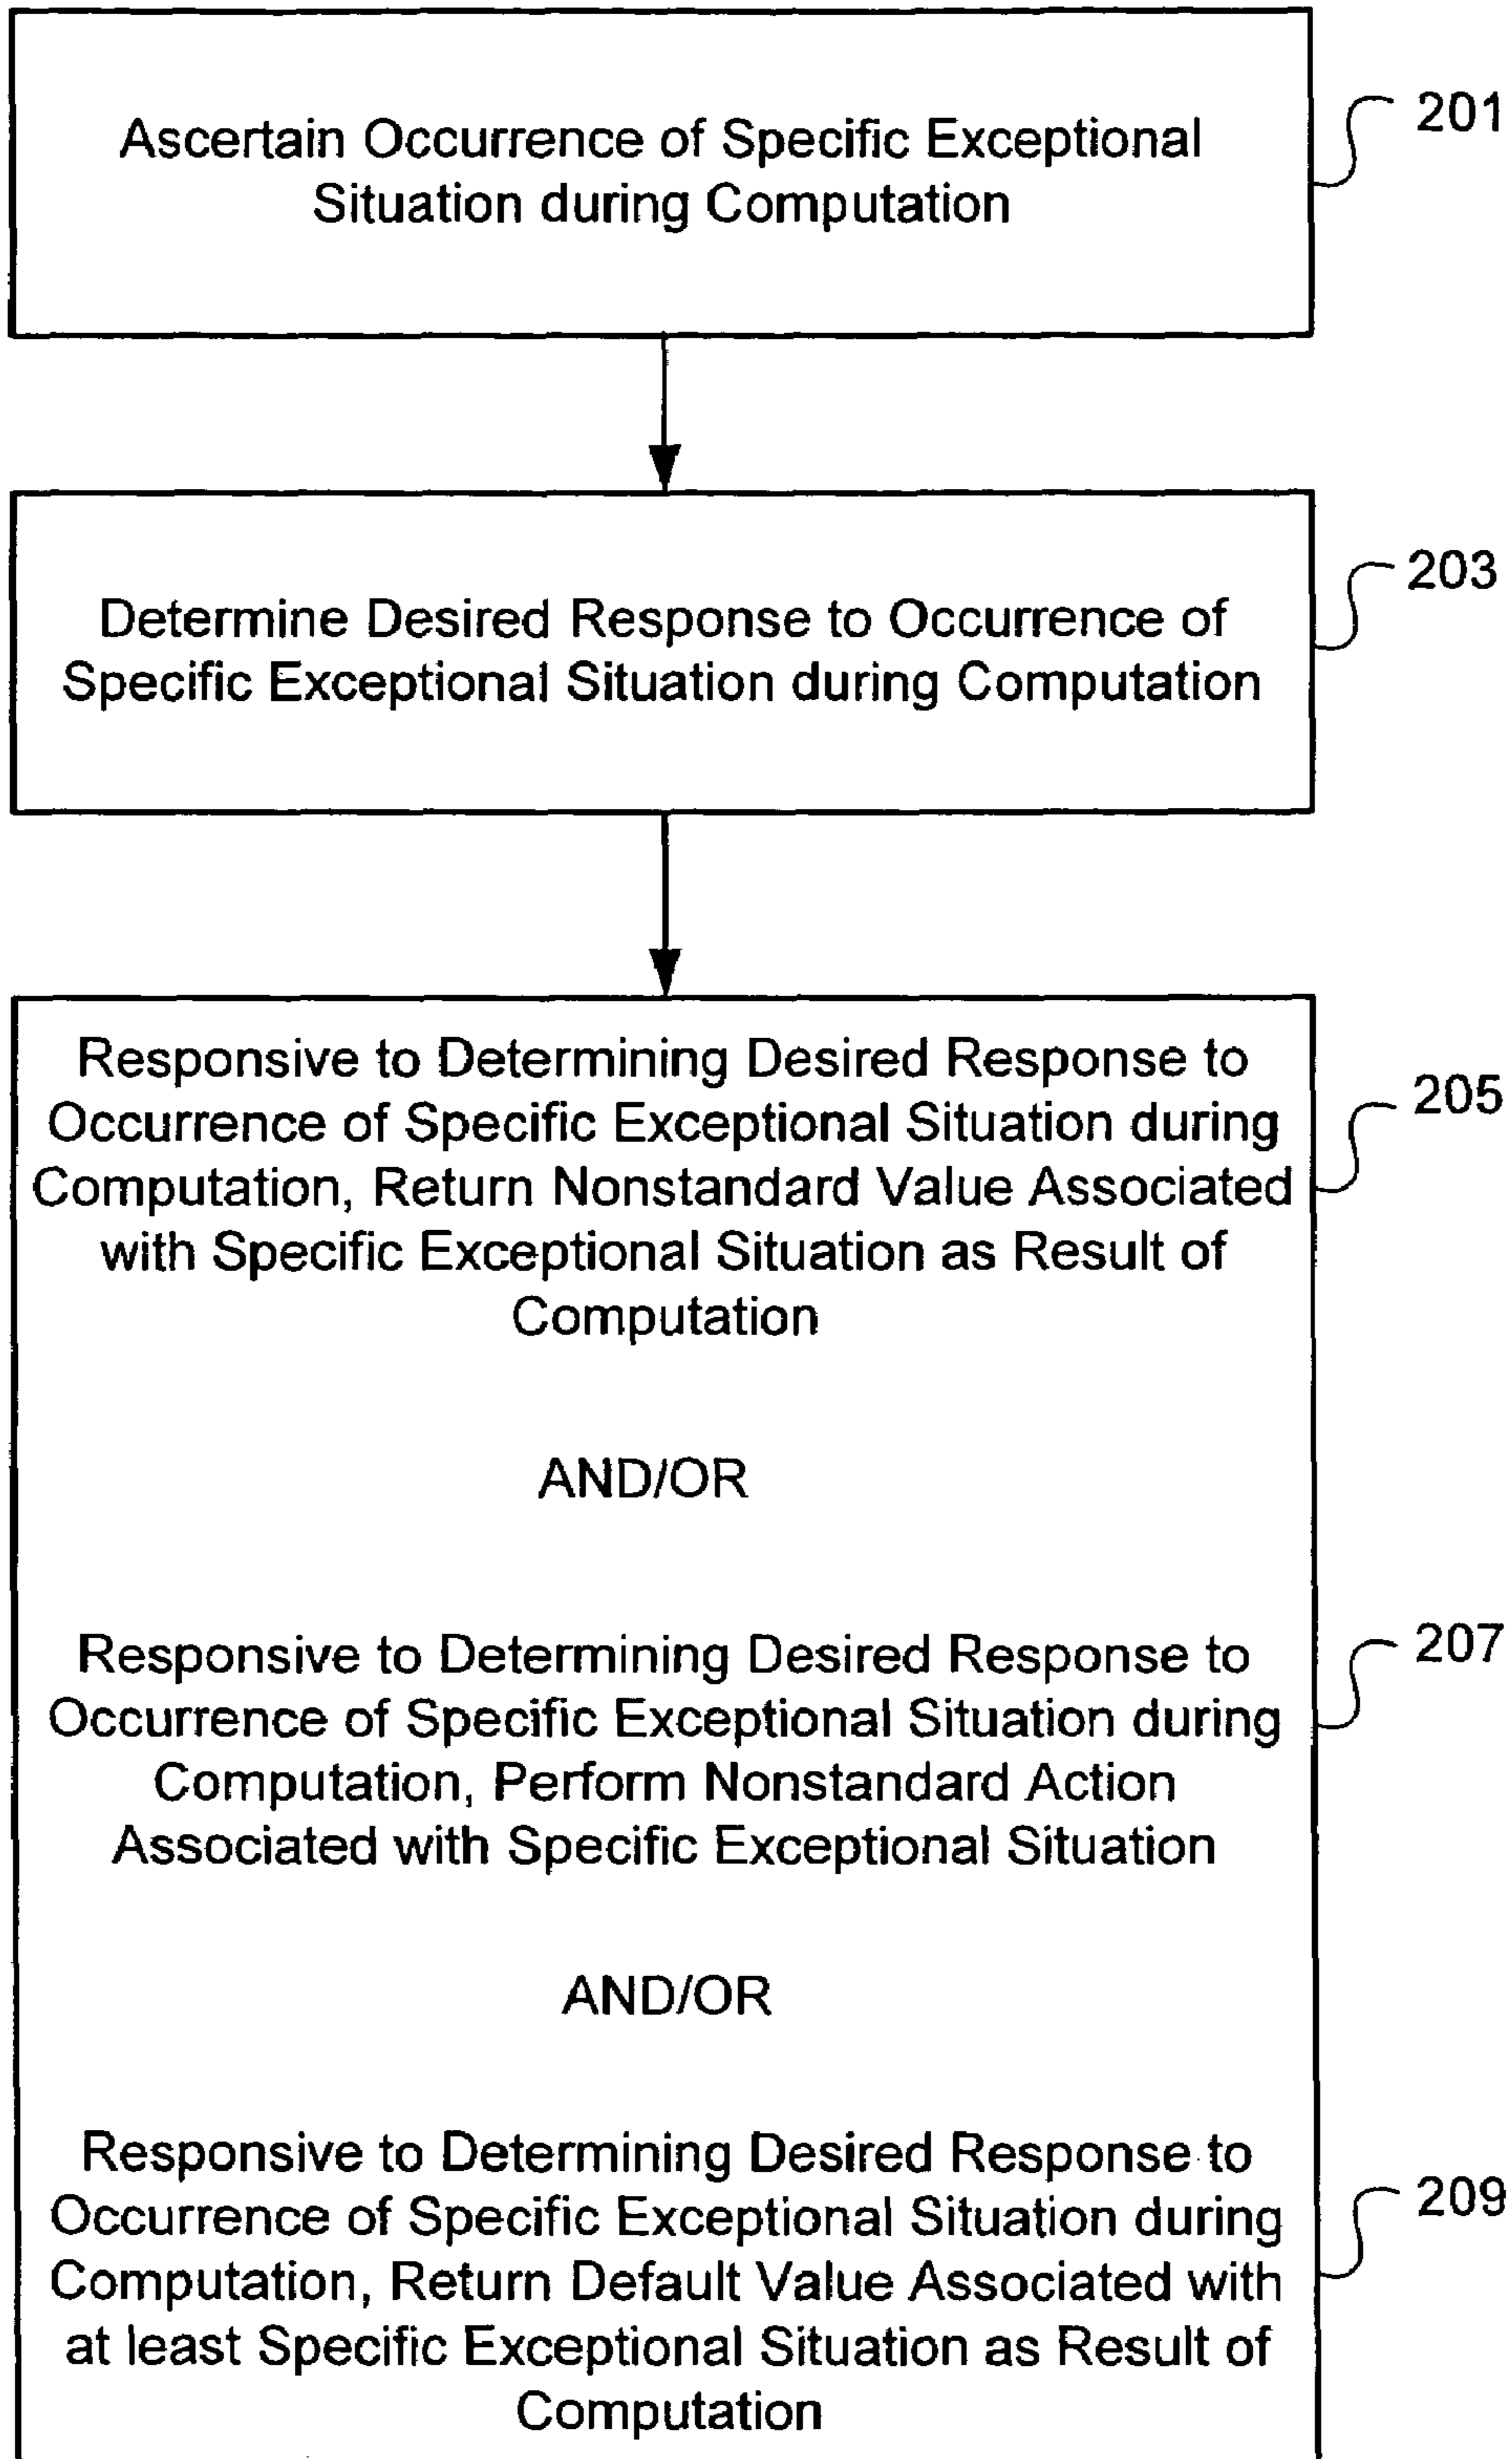 Ascertain Occurrence of Specific Exceptional
Situation during Computation
201
Determine Desired Response to Occurrence of
Specific Exceptional Situation during Computation
203
Responsive to Determining Desired Response to
Occurrence of Specific Exceptional Situation during
Computation, Return Nonstandard Value Associated
with Specific Exceptional Situation as Result of
Computation
205
AND/OR
Responsive to Determining Desired Response to
Occurrence of Specific Exceptional Situation during
Computation, Perform Nonstandard Action
Associated with Specific Exceptional Situation
207
AND/OR
Responsive to Determining Desired Response to
Occurrence of Specific Exceptional Situation during
Computation, Return Default Value Associated with
at least Specific Exceptional Situation as Result of
Computation
209